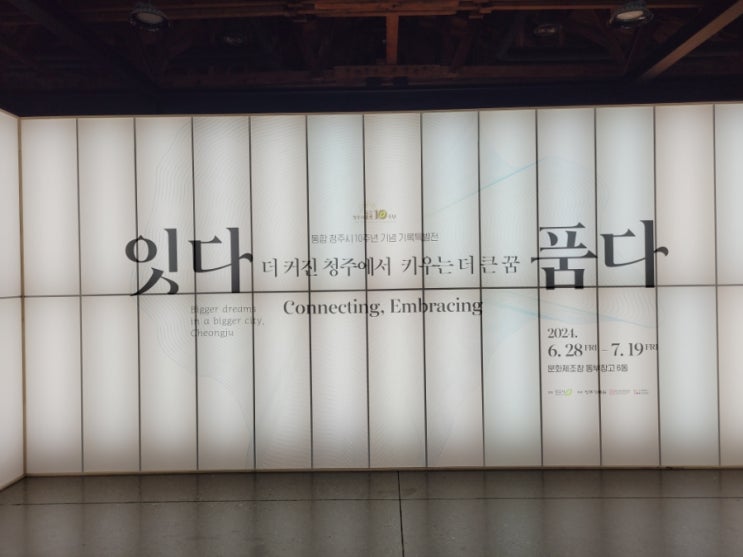 10
통합 청주시 10주년 기념 기록특별전
잇다 더 커진 청주에서 키우는 더 큰 꿈 품다
Bigger dreams
in a bigger city,
Cheongju
Connecting, Embracing
2024.
6. 28 FRI – 7. 19 FRI
문화제조창 동부창고 6동